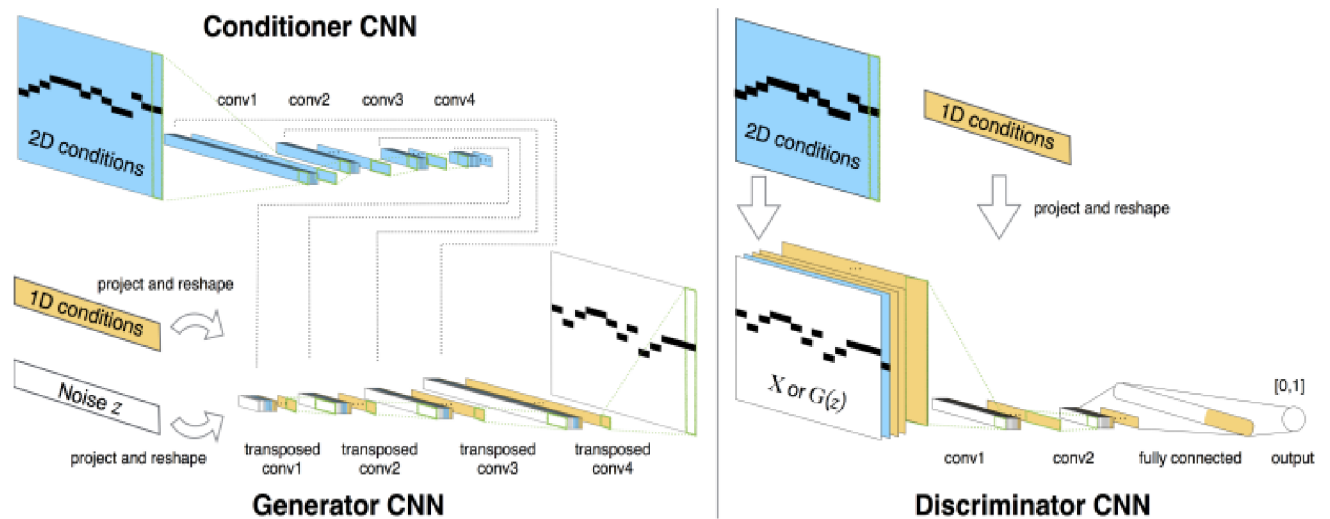 Conditioner CNN
2D conditions
conv1 conv2 conv3 conv4
project and reshape
1D conditions
Noise z
project and reshape
transposed conv1
transposed conv2
transposed conv3
transposed conv4
Generator CNN
2D conditions
1D conditions
project and reshape
X or G(z)
[0,1]
conv1 conv2 fully connected output
Discriminator CNN